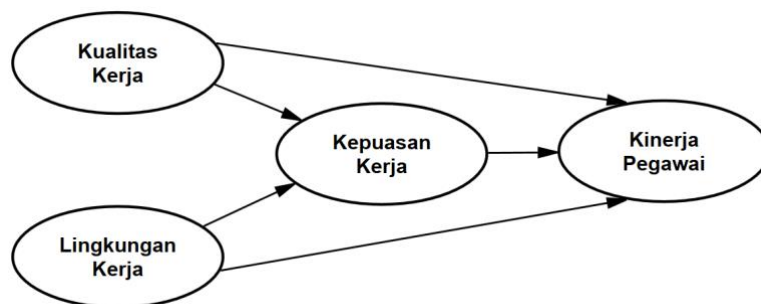 Kualitas
Kerja
Kepuasan
Kerja
Kinerja
Pegawai
Lingkungan
Kerja